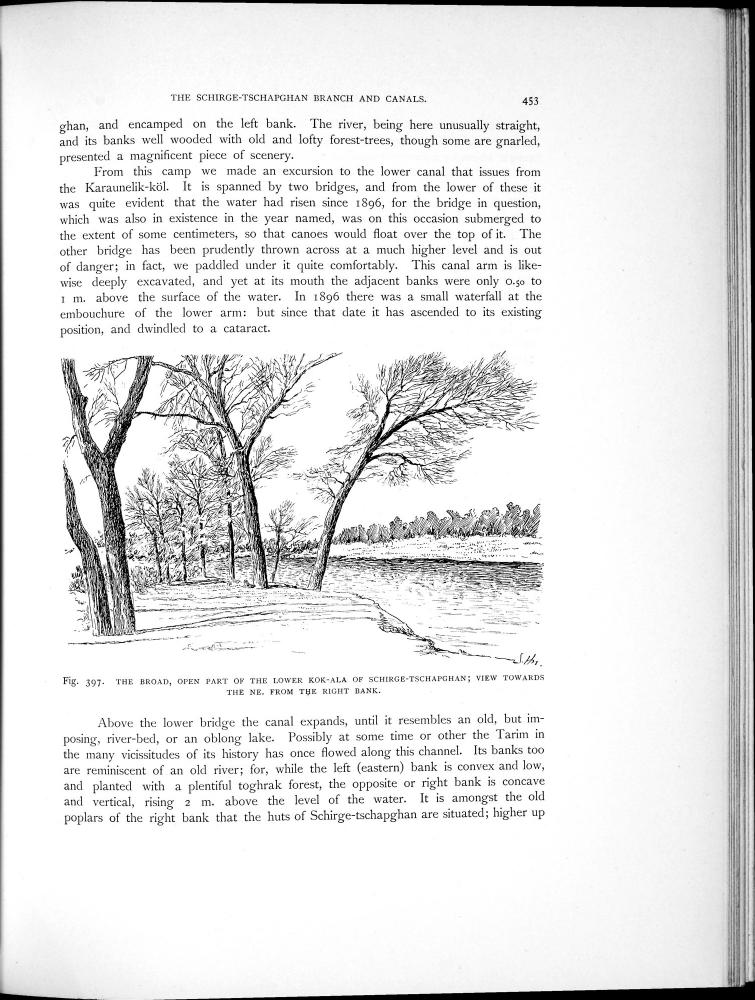 THE SCHIRGE-TSCHAPGHAN BRANCH AND CANALS. 453
ghan, and encamped on the left bank. The river, being here unusually straight,
and its banks well wooded with old and lofty forest-trees, though some are gnarled,
presented a magnificent piece of scenery.
From this camp we made an excursion to the lower canal that issues from
the Karaunelik-köl. It is spanned by two bridges, and from the lower of these it
was quite evident that the water had risen since 1896, for the bridge in question,
which was also in existence in the year named, was on this occasion submerged to
the extent of some centimeters, so that canoes would float over the top of it. The
other bridge has been prudently thrown across at a much higher level and is out
of danger; in fact, we paddled under it quite comfortably. This canal arm is like-
wise deeply excavated, and yet at its mouth the adjacent banks were only 0.50 to
1 m. above the surface of the water. In 1896 there was a small waterfall at the
embouchure of the lower arm: but since that date it has ascended to its existing
position, and dwindled to a cataract.
Fig. 397. THE BROAD, OPEN PART OF THE LOWER KOK-ALA OF SCHIRGE-TSCHAPGHAN; VIEW TOWARDS
THE NE. FROM THE RIGHT BANK.
Above the lower bridge the canal expands, until it resembles an old, but im-
posing, river-bed, or an oblong lake. Possibly at some time or other the Tarim in
the many vicissitudes of its history has once flowed along this channel. Its banks too
are reminiscent of an old river; for, while the left (eastern) bank is convex and low,
and planted with a plentiful toghrak forest, the opposite or right bank is concave
and vertical, rising 2 m. above the level of the water. It is amongst the old
poplars of the right bank that the huts of Schirge-tschapghan are situated; higher up